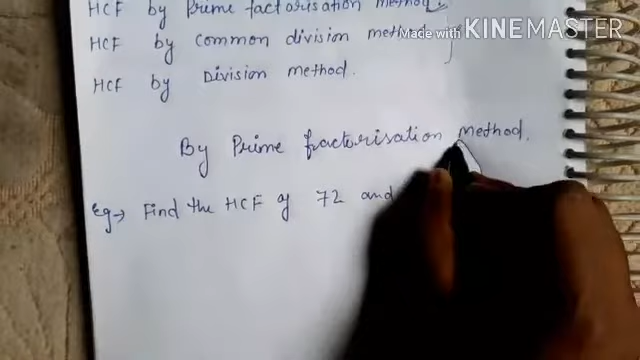 HCF by Prime factorisation method
HCF by common division method
HCF by Division method.
Made with KINEMASTER
By Prime factorisation Method.
Eg→ Find the HCF of 72 and